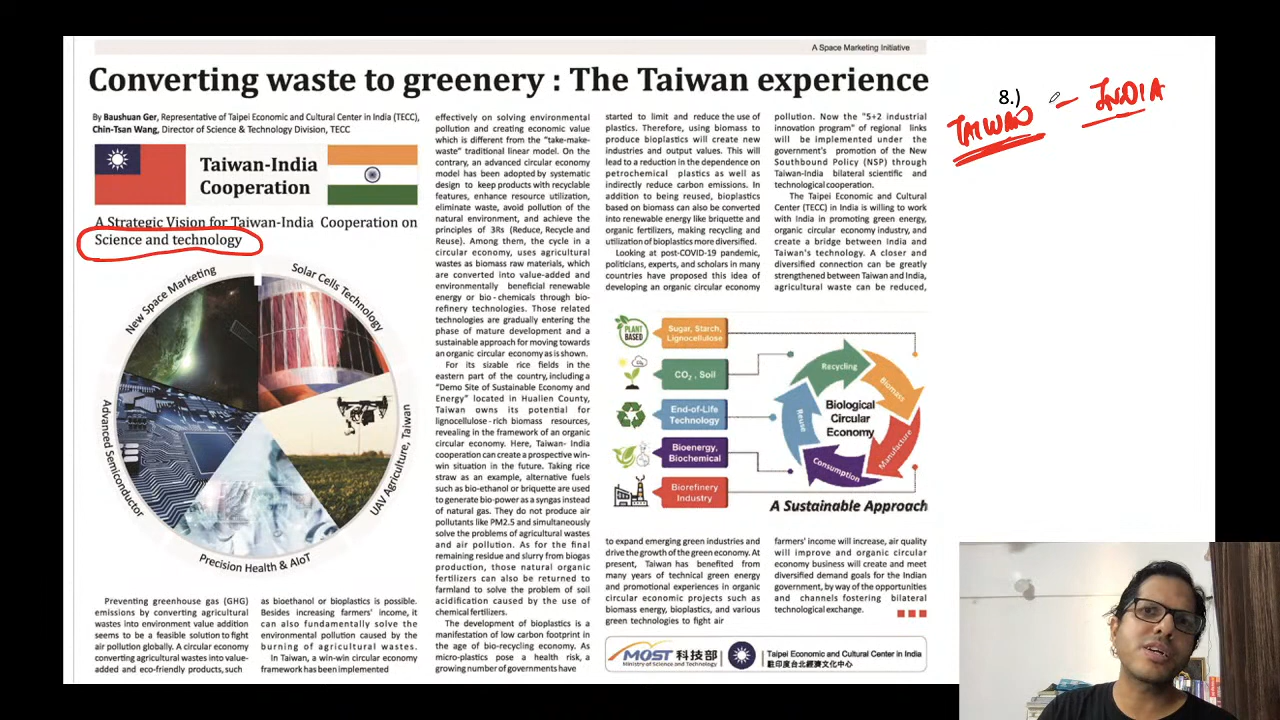 A Space Marketing Initiative
Converting waste to greenery : The Taiwan experience
By Baushuan Ger, Representative of Taipei Economic and Cultural Center in India (TECC),
Chin-Tsan Wang, Director of Science & Technology Division, TECC
Taiwan-India
Cooperation
A Strategic Vision for Taiwan-India Cooperation on
Science and technology
New Space Marketing
Solar Cells Technology
UAV Agriculture, Taiwan
Precision Health & AIoT
Advanced Semiconductor
Preventing greenhouse gas (GHG)
emissions by converting agricultural
wastes into environment value addition
seems to be a feasible solution to fight
air pollution globally. A circular economy
converting agricultural wastes into value-
added and eco-friendly products, such
as bioethanol or bioplastics is possible.
Besides increasing farmers' income, it
can also fundamentally solve the
environmental pollution caused by the
burning of agricultural wastes.
In Taiwan, a win-win circular economy
framework has been implemented
effectively on solving environmental
pollution and creating economic value
which is different from the "take-make-
waste" traditional linear model. On the
contrary, an advanced circular economy
model has been adopted by systematic
design to keep products with recyclable
features, enhance resource utilization,
eliminate waste, avoid pollution of the
natural environment, and achieve the
principles of 3Rs (Reduce, Recycle and
Reuse). Among them, the cycle in a
circular economy, uses agricultural
wastes as biomass raw materials, which
are converted into value-added and
environmentally beneficial renewable
energy or bio-chemicals through bio-
refinery technologies. Those related
technologies are gradually entering the
phase of mature development and a
sustainable approach for moving towards
an organic circular economy as is shown.
For its sizable rice fields in the
eastern part of the country, including a
"Demo Site of Sustainable Economy and
Energy" located in Hualien County,
Taiwan owns its potential for
lignocellulose-rich biomass resources,
revealing in the framework of an organic
circular economy. Here, Taiwan- India
cooperation can create a prospective win-
win situation in the future. Taking rice
straw as an example, alternative fuels
such as bio-ethanol or briquette are used
to generate bio-power as a syngas instead
of natural gas. They do not produce air
pollutants like PM2.5 and simultaneously
solve the problems of agricultural wastes
and air pollution. As for the final
remaining residue and slurry from biogas
production, those natural organic
fertilizers can also be returned to
farmland to solve the problem of soil
acidification caused by the use of
chemical fertilizers.
The development of bioplastics is a
manifestation of low carbon footprint in
the age of bio-recycling economy. As
micro-plastics pose a health risk, a
growing number of governments have
started to limit and reduce the use of
plastics. Therefore, using biomass to
produce bioplastics will create new
industries and output values. This will
lead to a reduction in the dependence on
petrochemical plastics as well as
indirectly reduce carbon emissions. In
addition to being reused, bioplastics
based on biomass can also be converted
into renewable energy like briquette and
organic fertilizers, making recycling and
utilization of bioplastics more diversified.
Looking at post-COVID-19 pandemic,
politicians, experts, and scholars in many
countries have proposed this idea of
developing an organic circular economy
pollution. Now the "5+2 industrial
innovation program" of regional links
will be implemented under the
government's promotion of the New
Southbound Policy (NSP) through
Taiwan-India bilateral scientific and
technological cooperation.
The Taipei Economic and Cultural
Center (TECC) in India is willing to work
with India in promoting green energy,
organic circular economy industry, and
create a bridge between India and
Taiwan's technology. A closer and
diversified connection can be greatly
strengthened between Taiwan and India,
agricultural waste can be reduced,
PLANT
BASED
Sugar, Starch,
Lignocellulose
CO2 , Soil
End-of-Life
Technology
Bioenergy,
Biochemical
Biorefinery
Industry
Recycling
Biomass
Manufacture
Consumption
Reuse
Biological
Circular
Economy
A Sustainable Approach
to expand emerging green industries and
drive the growth of the green economy. At
present, Taiwan has benefited from
many years of technical green energy
and promotional experiences in organic
circular economic projects such as
biomass energy, bioplastics, and various
green technologies to fight air
farmers' income will increase, air quality
will improve and organic circular
economy business will create and meet
diversified demand goals for the Indian
government, by way of the opportunities
and channels fostering bilateral
technological exchange.
MOST 科技部
Ministry of Science and Technology
Taipei Economic and Cultural Center in India
駐印度台北經濟文化中心
8.)
TAIWAN - INDIA